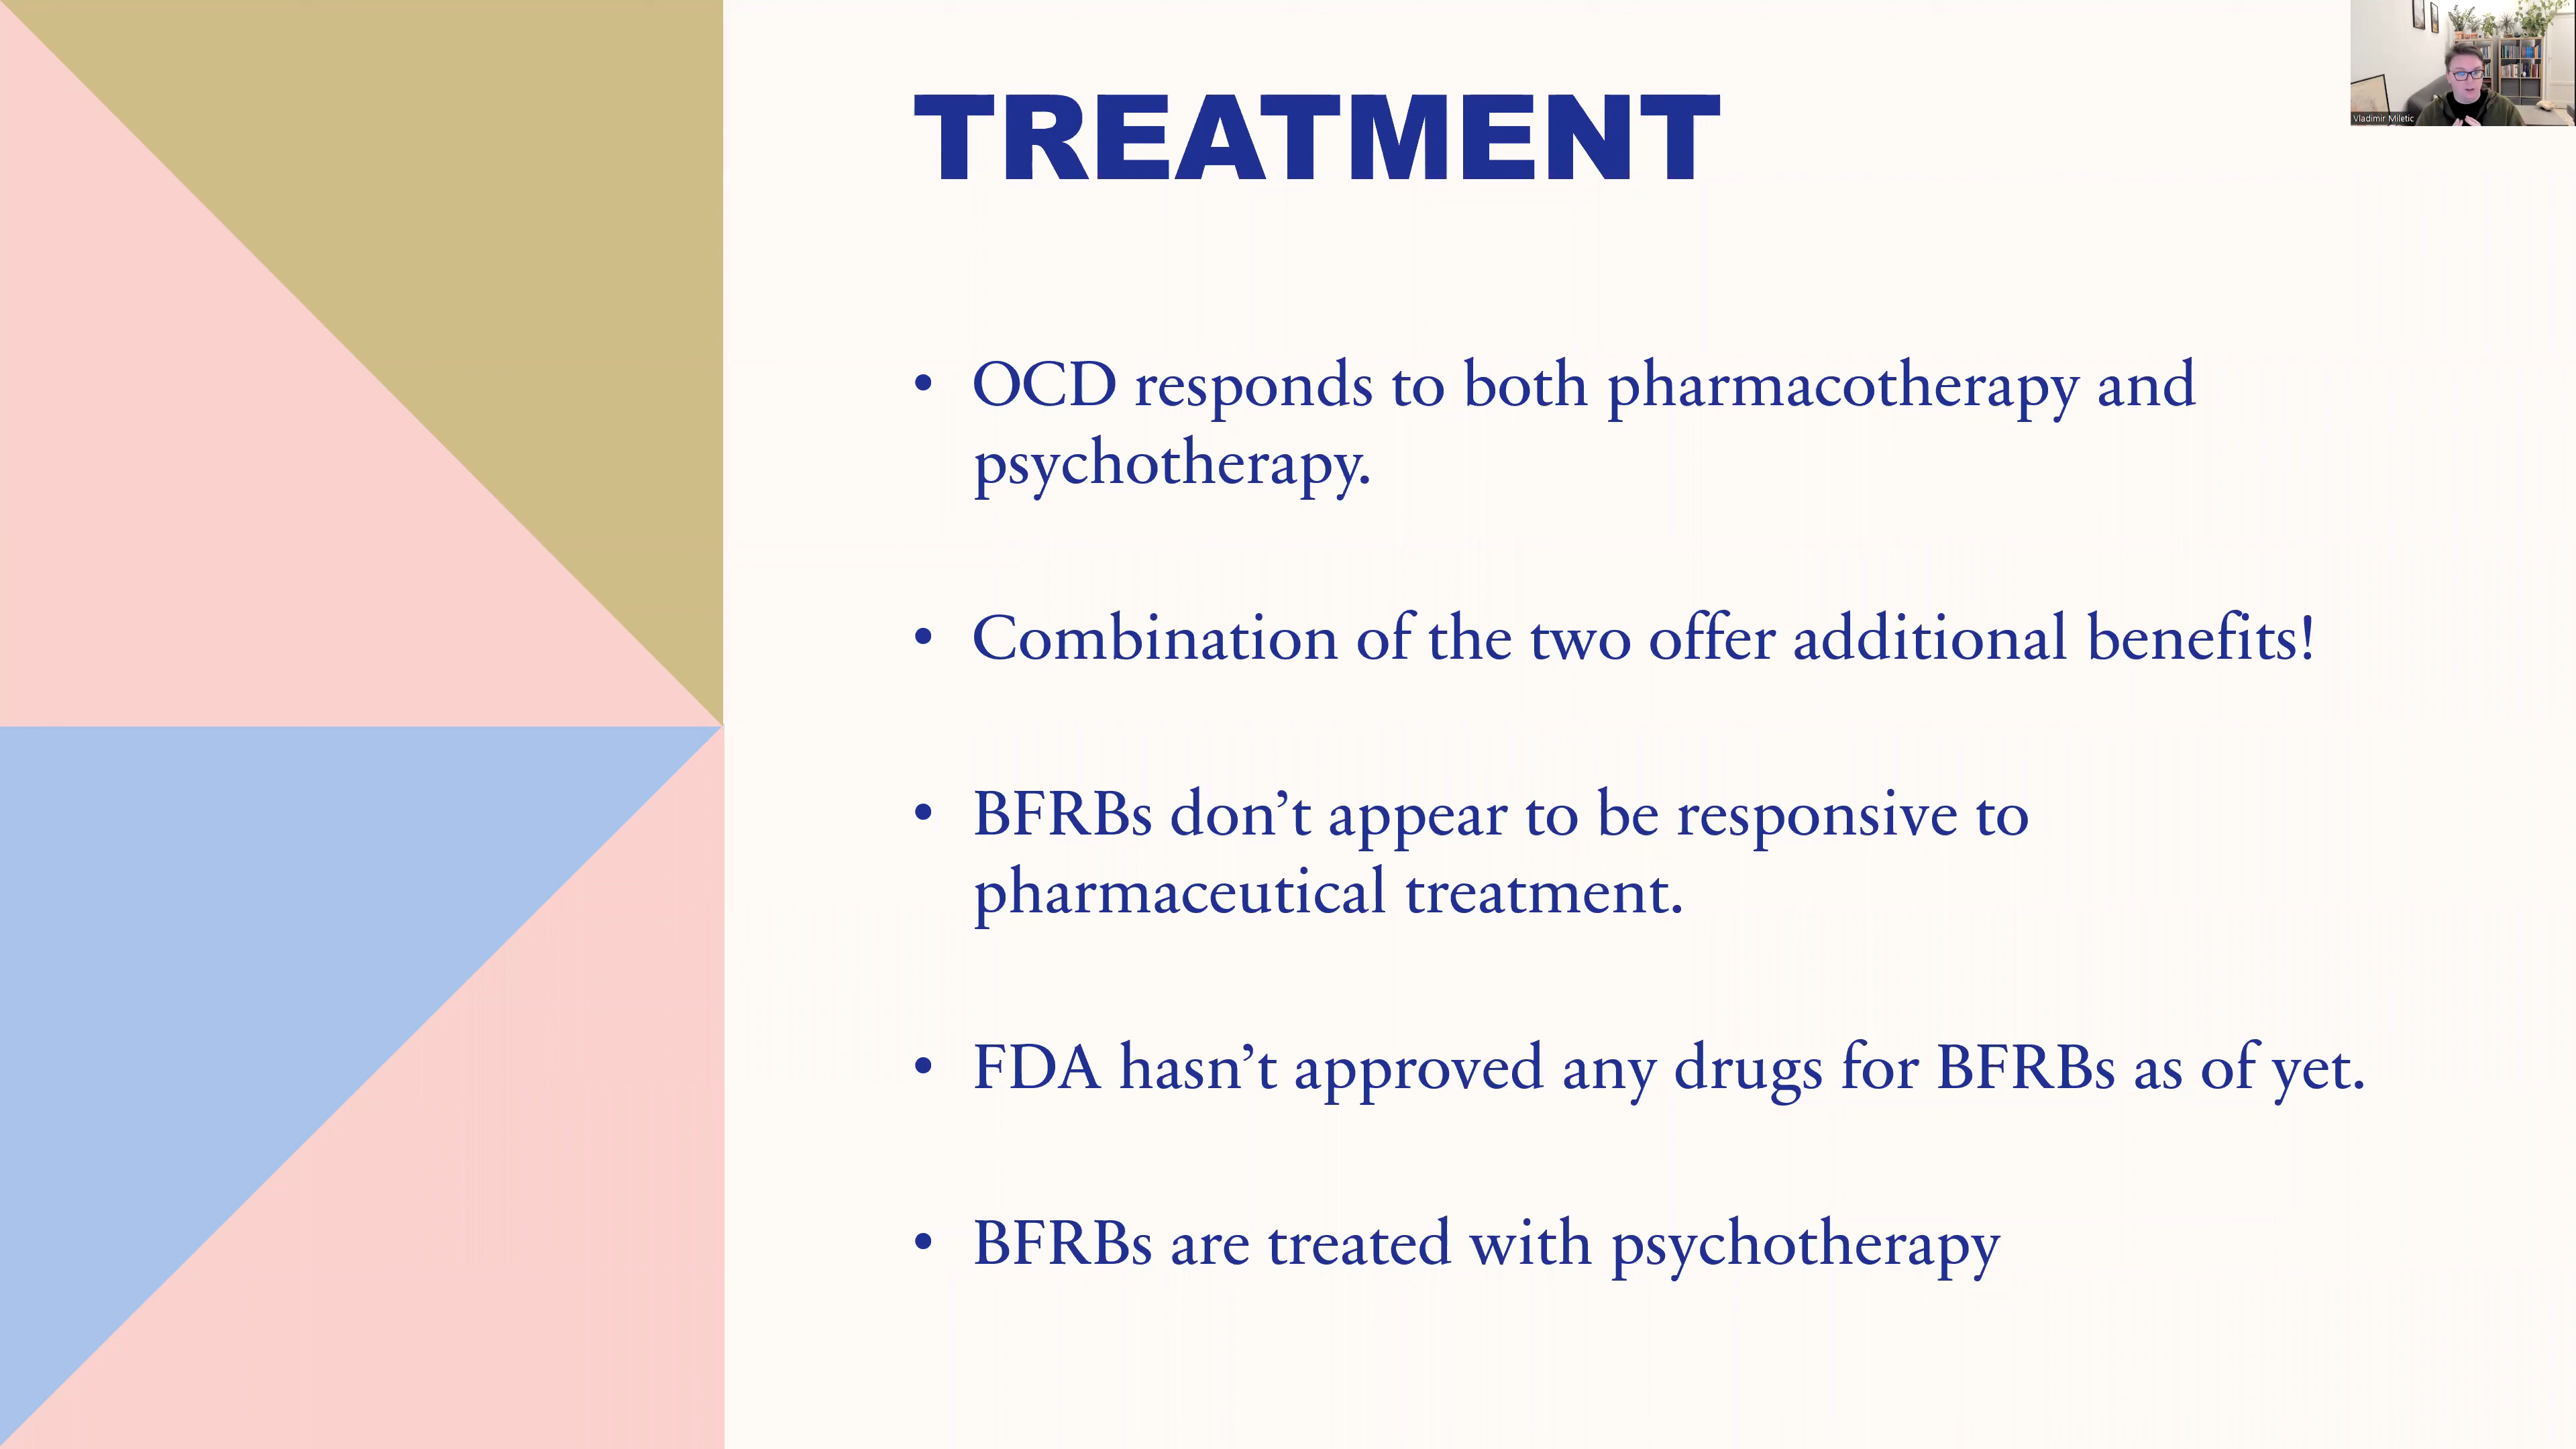 TREATMENT
• OCD responds to both pharmacotherapy and
psychotherapy.
• Combination of the two offer additional benefits!
• BFRBs don’t appear to be responsive to
pharmaceutical treatment.
• FDA hasn’t approved any drugs for BFRBs as of yet.
• BFRBs are treated with psychotherapy
Vladimir Miletic